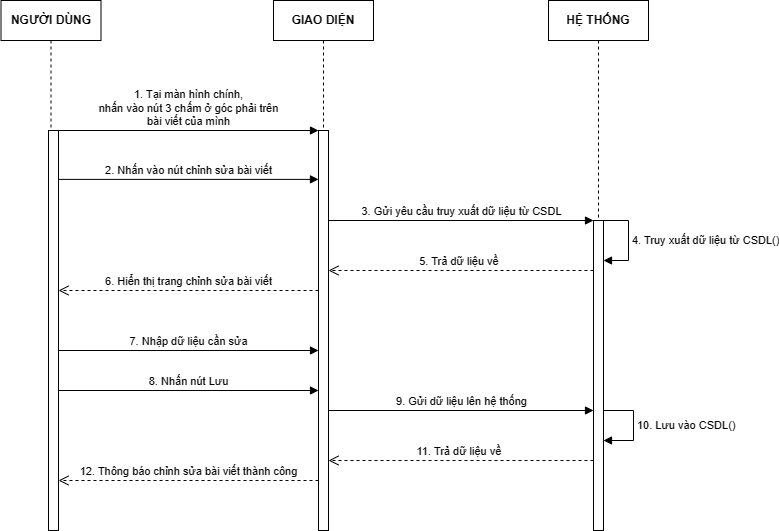 NGƯỜI DÙNG
GIAO DIỆN
HỆ THỐNG
1. Tại màn hình chính,
nhấn vào nút 3 chấm ở góc phải trên
bài viết của mình
2. Nhấn vào nút chỉnh sửa bài viết
3. Gửi yêu cầu truy xuất dữ liệu từ CSDL
4. Truy xuất dữ liệu từ CSDL()
5. Trả dữ liệu về
6. Hiển thị trang chỉnh sửa bài viết
7. Nhập dữ liệu cần sửa
8. Nhấn nút Lưu
9. Gửi dữ liệu lên hệ thống
10. Lưu vào CSDL()
11. Trả dữ liệu về
12. Thông báo chỉnh sửa bài viết thành công